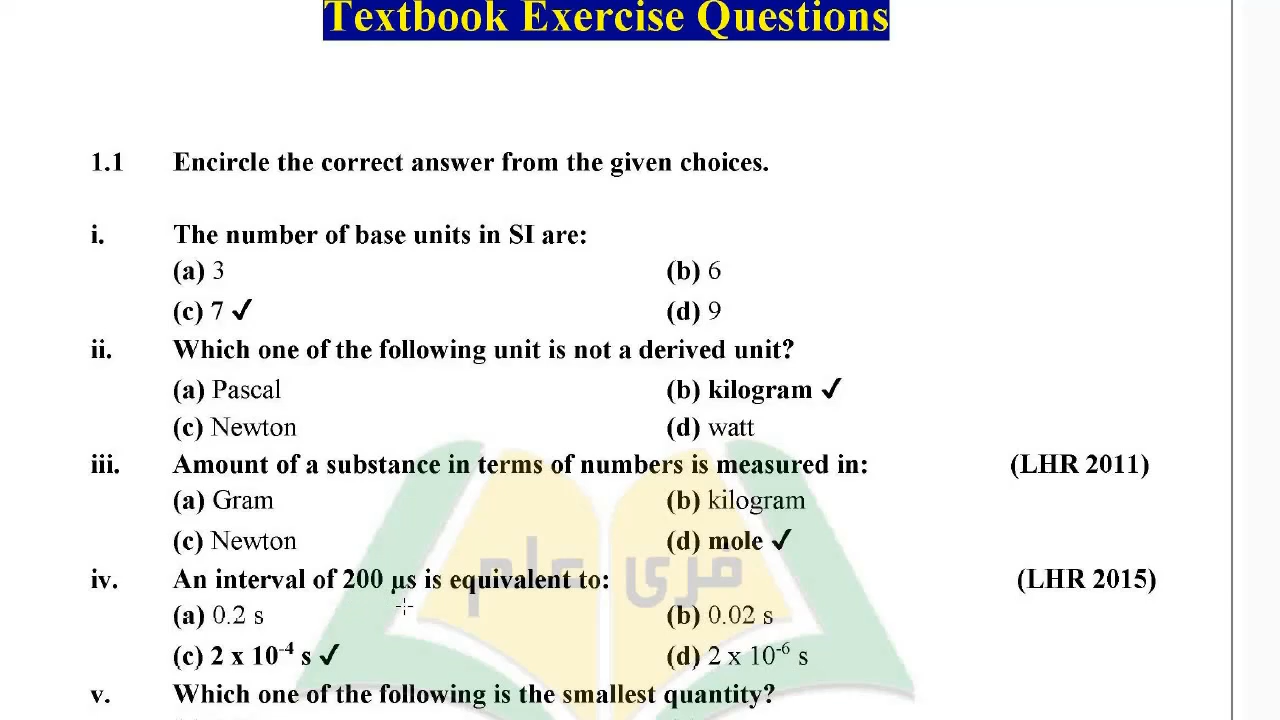 Textbook Exercise Questions
1.1 Encircle the correct answer from the given choices.
i. The number of base units in SI are:
(a) 3 (b) 6
(c) 7 ✓ (d) 9
ii. Which one of the following unit is not a derived unit?
(a) Pascal (b) kilogram ✓
(c) Newton (d) watt
iii. Amount of a substance in terms of numbers is measured in: (LHR 2011)
(a) Gram (b) kilogram
(c) Newton (d) mole ✓
فری علم
iv. An interval of 200 μs is equivalent to: (LHR 2015)
(a) 0.2 s (b) 0.02 s
(c) 2 x 10⁻⁴ s ✓ (d) 2 x 10⁻⁶ s
v. Which one of the following is the smallest quantity?